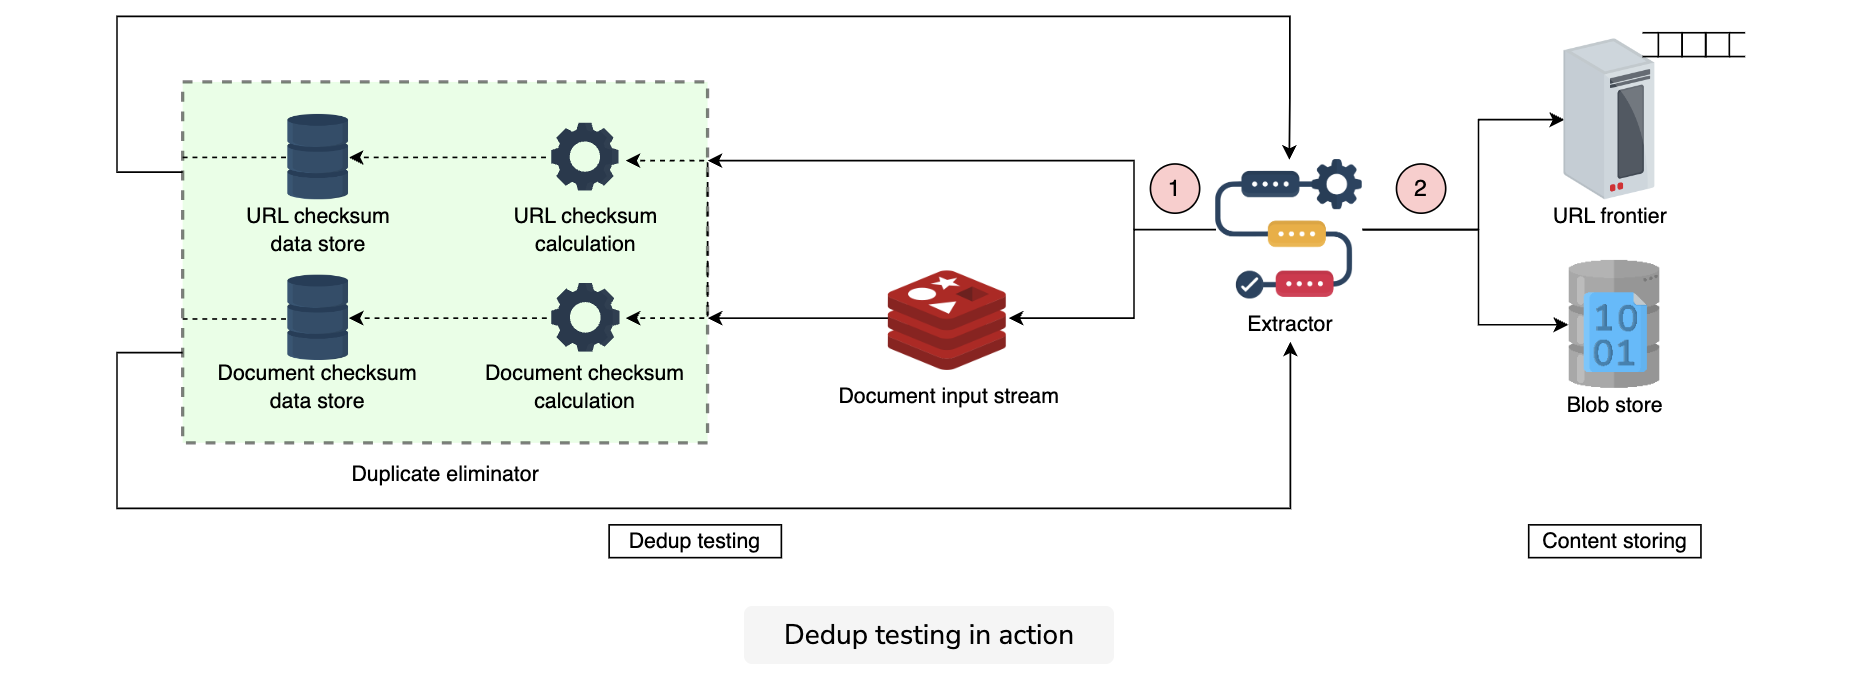 1
2
URL checksum
data store
URL checksum
calculation
URL frontier
10
01
Extractor
Document checksum
data store
Document checksum
calculation
Document input stream
Blob store
Duplicate eliminator
Dedup testing
Content storing
Dedup testing in action